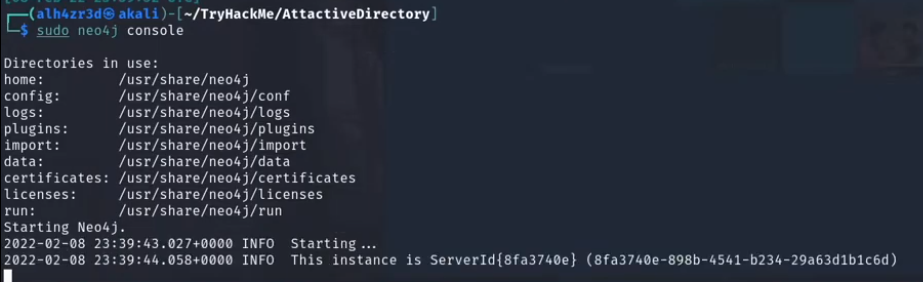 (alh4zr3d㉿akali)-[~/TryHackMe/AttactiveDirectory]
$ sudo neo4j console
Directories in use:
home:         /usr/share/neo4j
config:       /usr/share/neo4j/conf
logs:         /usr/share/neo4j/logs
plugins:      /usr/share/neo4j/plugins
import:       /usr/share/neo4j/import
data:         /usr/share/neo4j/data
certificates: /usr/share/neo4j/certificates
licenses:     /usr/share/neo4j/licenses
run:          /usr/share/neo4j/run
Starting Neo4j.
2022-02-08 23:39:43.027+0000 INFO  Starting...
2022-02-08 23:39:44.058+0000 INFO  This instance is ServerId{8fa3740e} (8fa3740e-898b-4541-b234-29a63d1b1c6d)